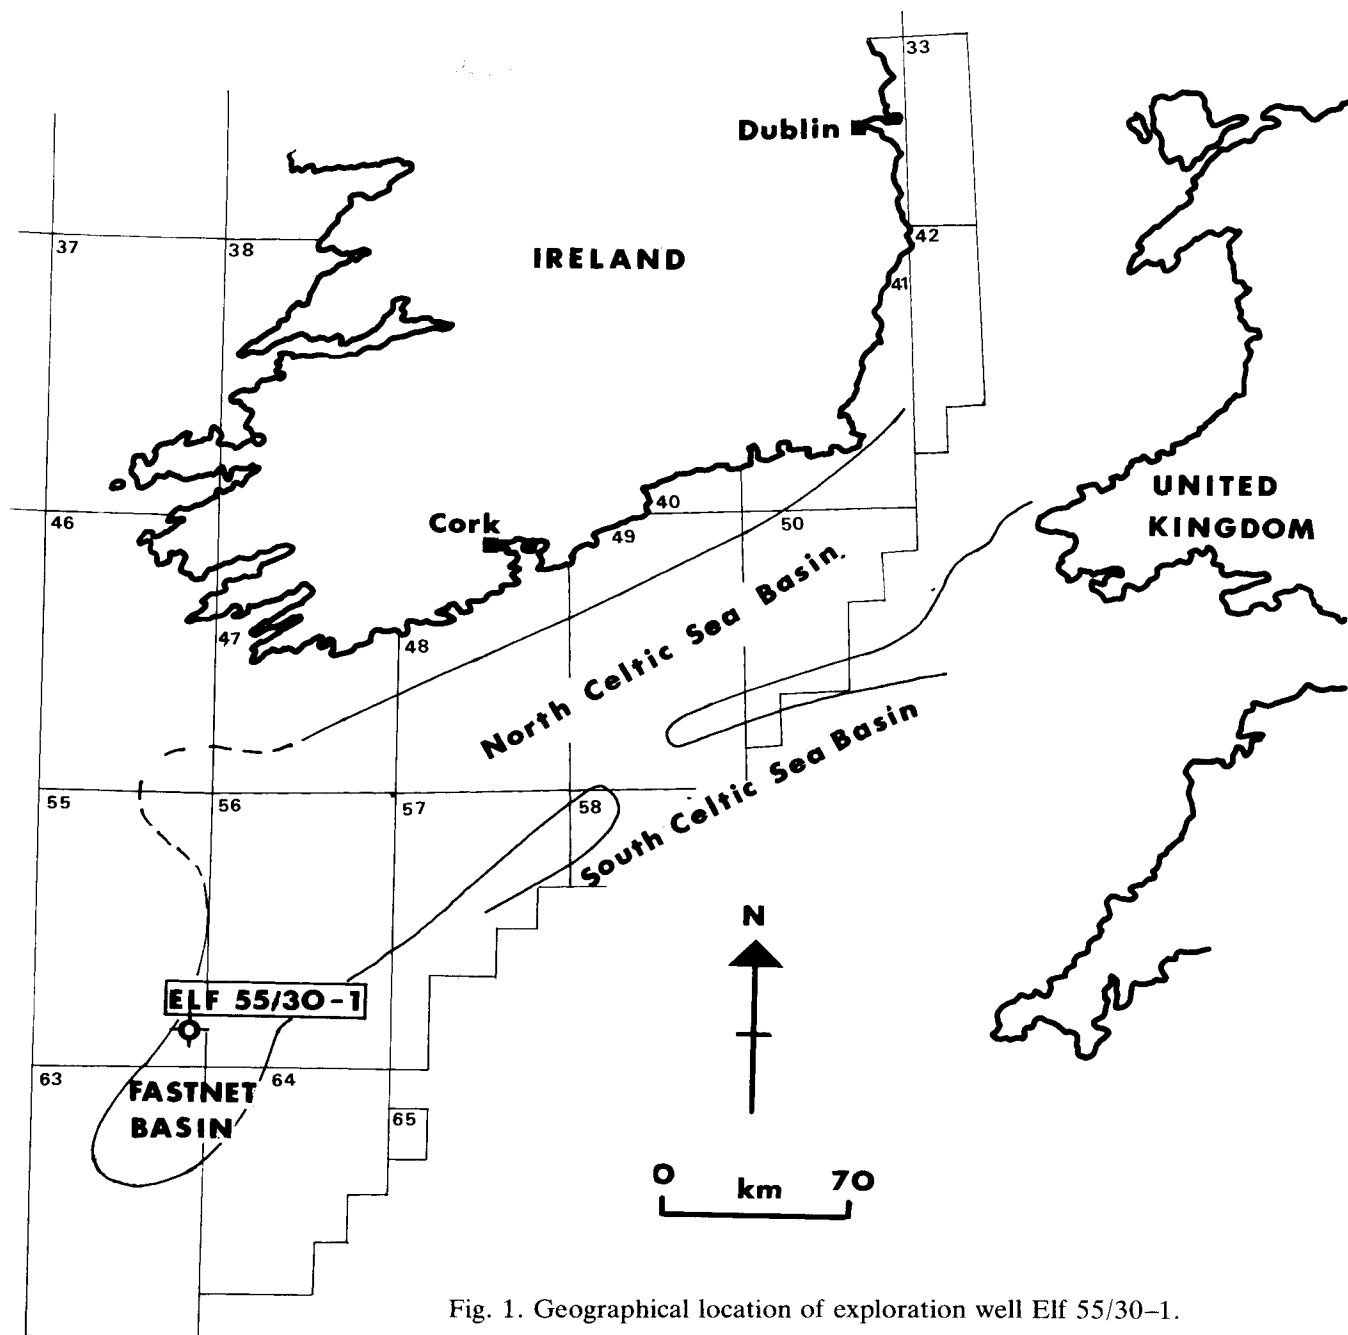 33
Dublin
37
38
IRELAND
42
41
46
Cork
40
49
50
UNITED
KINGDOM
47
48
North Celtic Sea Basin
55
56
57
58
South Celtic Sea Basin
N
ELF 55/30-1
63
64
FASTNET
BASIN
65
0 km 70
Fig. 1. Geographical location of exploration well Elf 55/30–1.